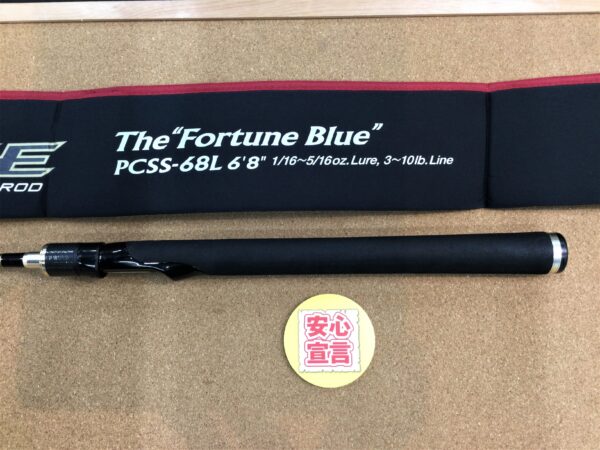 The "Fortune Blue"
PCSS-68L 6'8" 1/16~5/16oz.Lure, 3~10lb.Line
E
ROD
安心
宣言